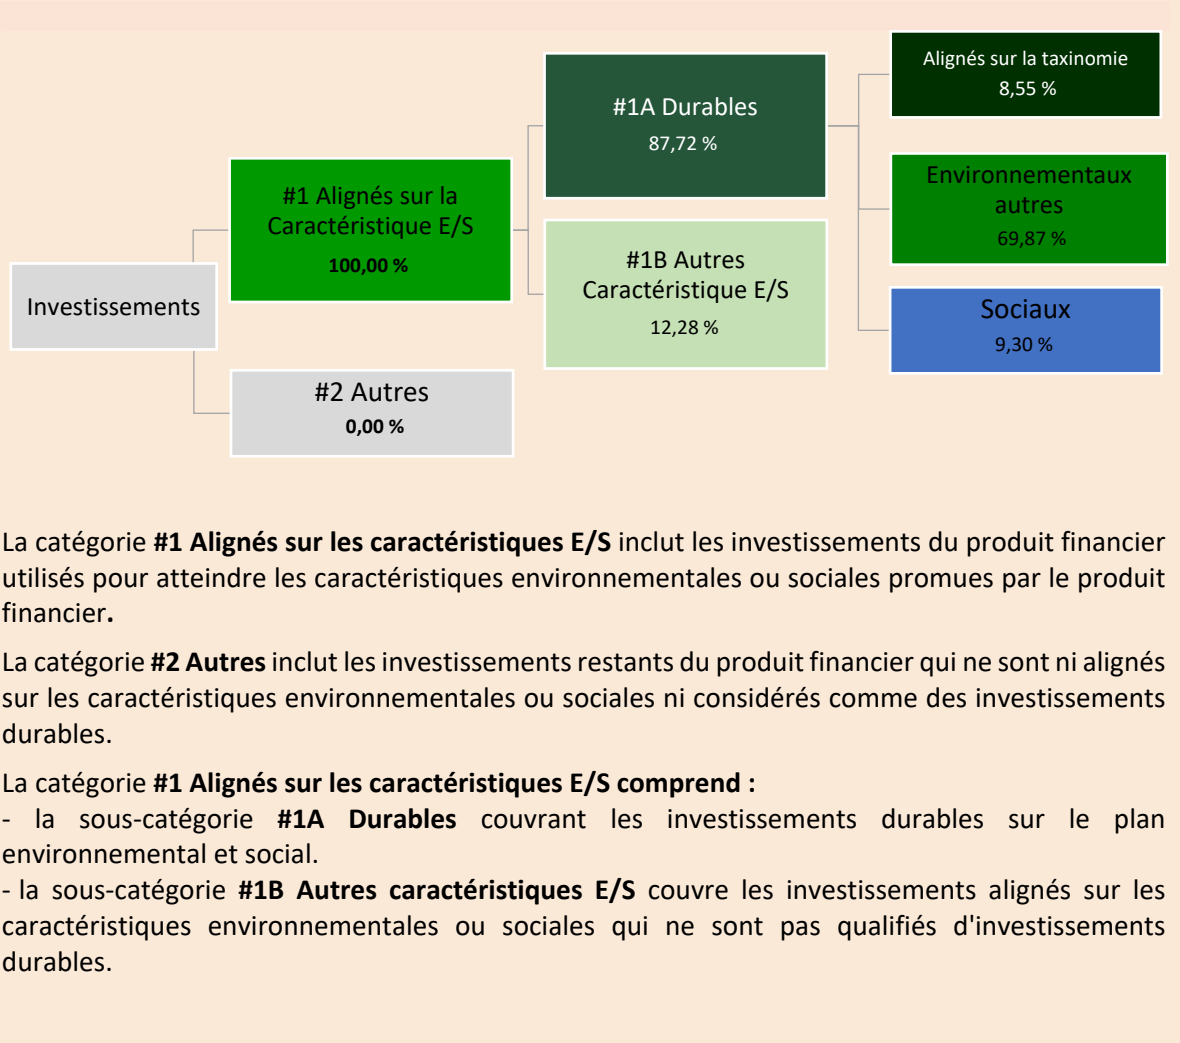 Alignés sur la taxinomie
8,55 %
#1A Durables
87,72 %
Environnementaux
autres
69,87 %
#1 Alignés sur la
Caractéristique E/S
100,00 %
#1B Autres
Caractéristique E/S
12,28 %
Investissements
Sociaux
9,30 %
#2 Autres
0,00 %
La catégorie #1 Alignés sur les caractéristiques E/S inclut les investissements du produit financier
utilisés pour atteindre les caractéristiques environnementales ou sociales promues par le produit
financier.
La catégorie #2 Autres inclut les investissements restants du produit financier qui ne sont ni alignés
sur les caractéristiques environnementales ou sociales ni considérés comme des investissements
durables.
La catégorie #1 Alignés sur les caractéristiques E/S comprend :
- la sous-catégorie #1A Durables couvrant les investissements durables sur le plan
environnemental et social.
- la sous-catégorie #1B Autres caractéristiques E/S couvre les investissements alignés sur les
caractéristiques environnementales ou sociales qui ne sont pas qualifiés d'investissements
durables.